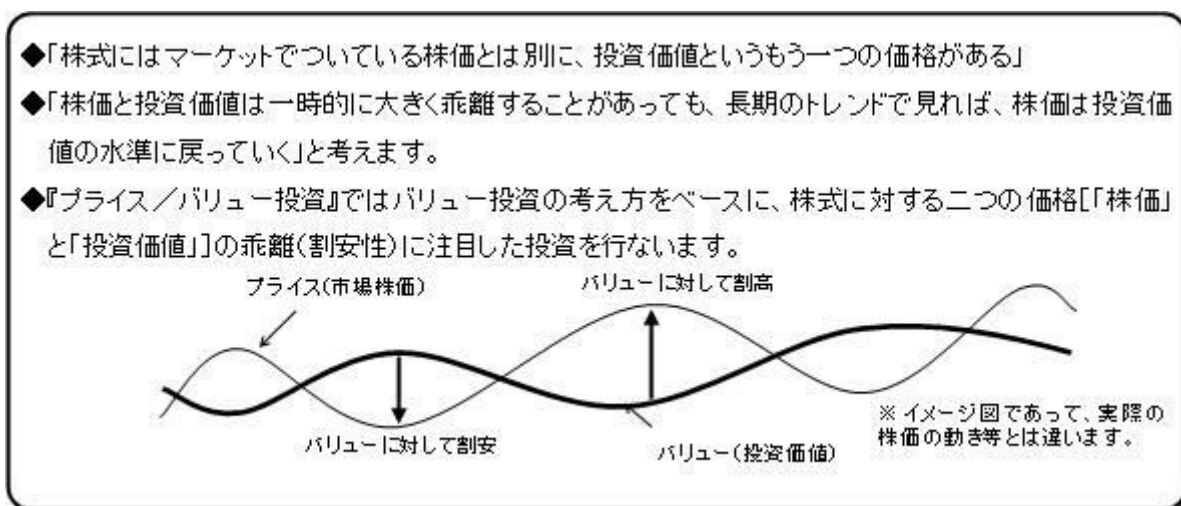 ◆「株式にはマーケットでついている株価とは別に、投資価値というもう一つの価格がある」
◆「株価と投資価値は一時的に大きく乖離することがあっても、長期のトレンドで見れば、株価は投資価
値の水準に戻っていく」と考えます。
◆『プライス／バリュー投資』ではバリュー投資の考え方をベースに、株式に対する二つの価格[「株価」
と「投資価値」]の乖離(割安性)に注目した投資を行ないます。
プライス(市場株価)
バリューに対して割高
バリューに対して割安
バリュー(投資価値)
※イメージ図であって、実際の
株価の動き等とは違います。